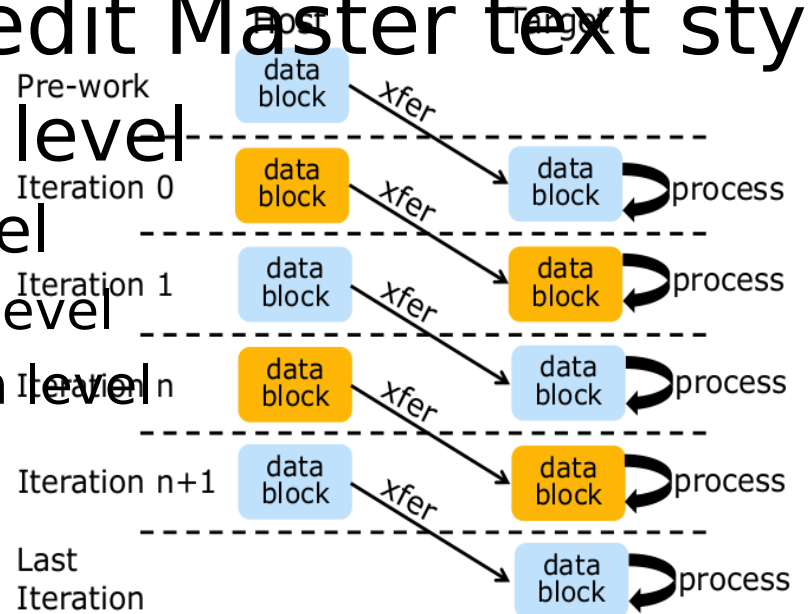 edit Master text sty
Host
Target
Pre-work
data
block
xfer
level
Iteration 0
data
block
xfer
data
block
process
el
Iteration 1
data
block
xfer
data
block
process
evel
Iteration n
data
block
xfer
data
block
process
level
Iteration n+1
data
block
xfer
data
block
process
Last
Iteration
data
block
process